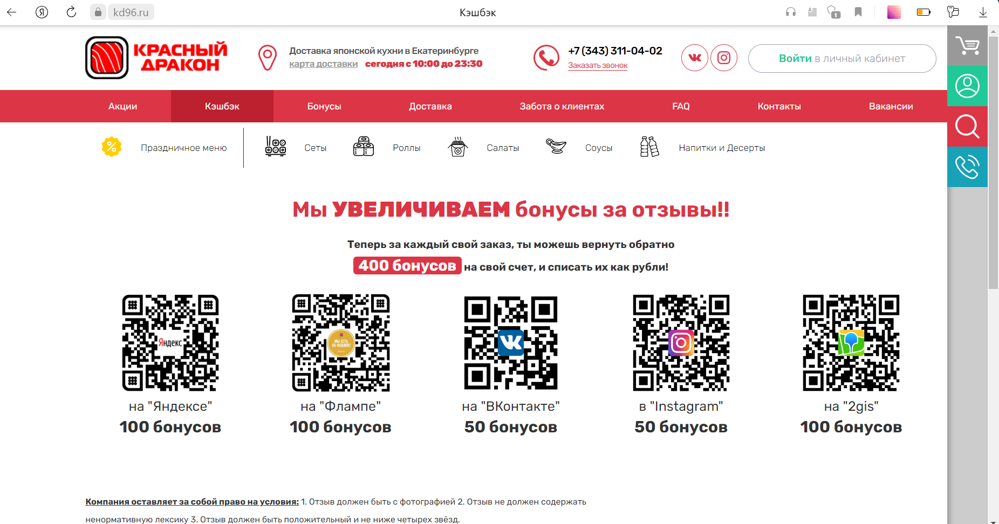 kd96.ru
Кэшбэк
1
КРАСНЫЙ
ДРАКОН
Доставка японской кухни в Екатеринбурге
карта доставки сегодня с 10:00 до 23:30
+7 (343) 311-04-02
Заказать звонок
Войти в личный кабинет
Акции Кэшбэк Бонусы Доставка Забота о клиентах FAQ Контакты Вакансии
Праздничное меню Сеты Роллы Салаты Соусы Напитки и Десерты
Мы УВЕЛИЧИВАЕМ бонусы за отзывы!!
Теперь за каждый свой заказ, ты можешь вернуть обратно
400 бонусов на свой счет, и списать их как рубли!
Яндекс
МЫ ЕСТЬ
НА ФЛАМПЕ!
на "Яндексе"
100 бонусов
на "Флампе"
100 бонусов
на "ВКонтакте"
50 бонусов
в "Instagram"
50 бонусов
на "2gis"
100 бонусов
Компания оставляет за собой право на условия: 1. Отзыв должен быть с фотографией 2. Отзыв не должен содержать
ненормативную лексику 3. Отзыв должен быть положительный и не ниже четырех звёзд.